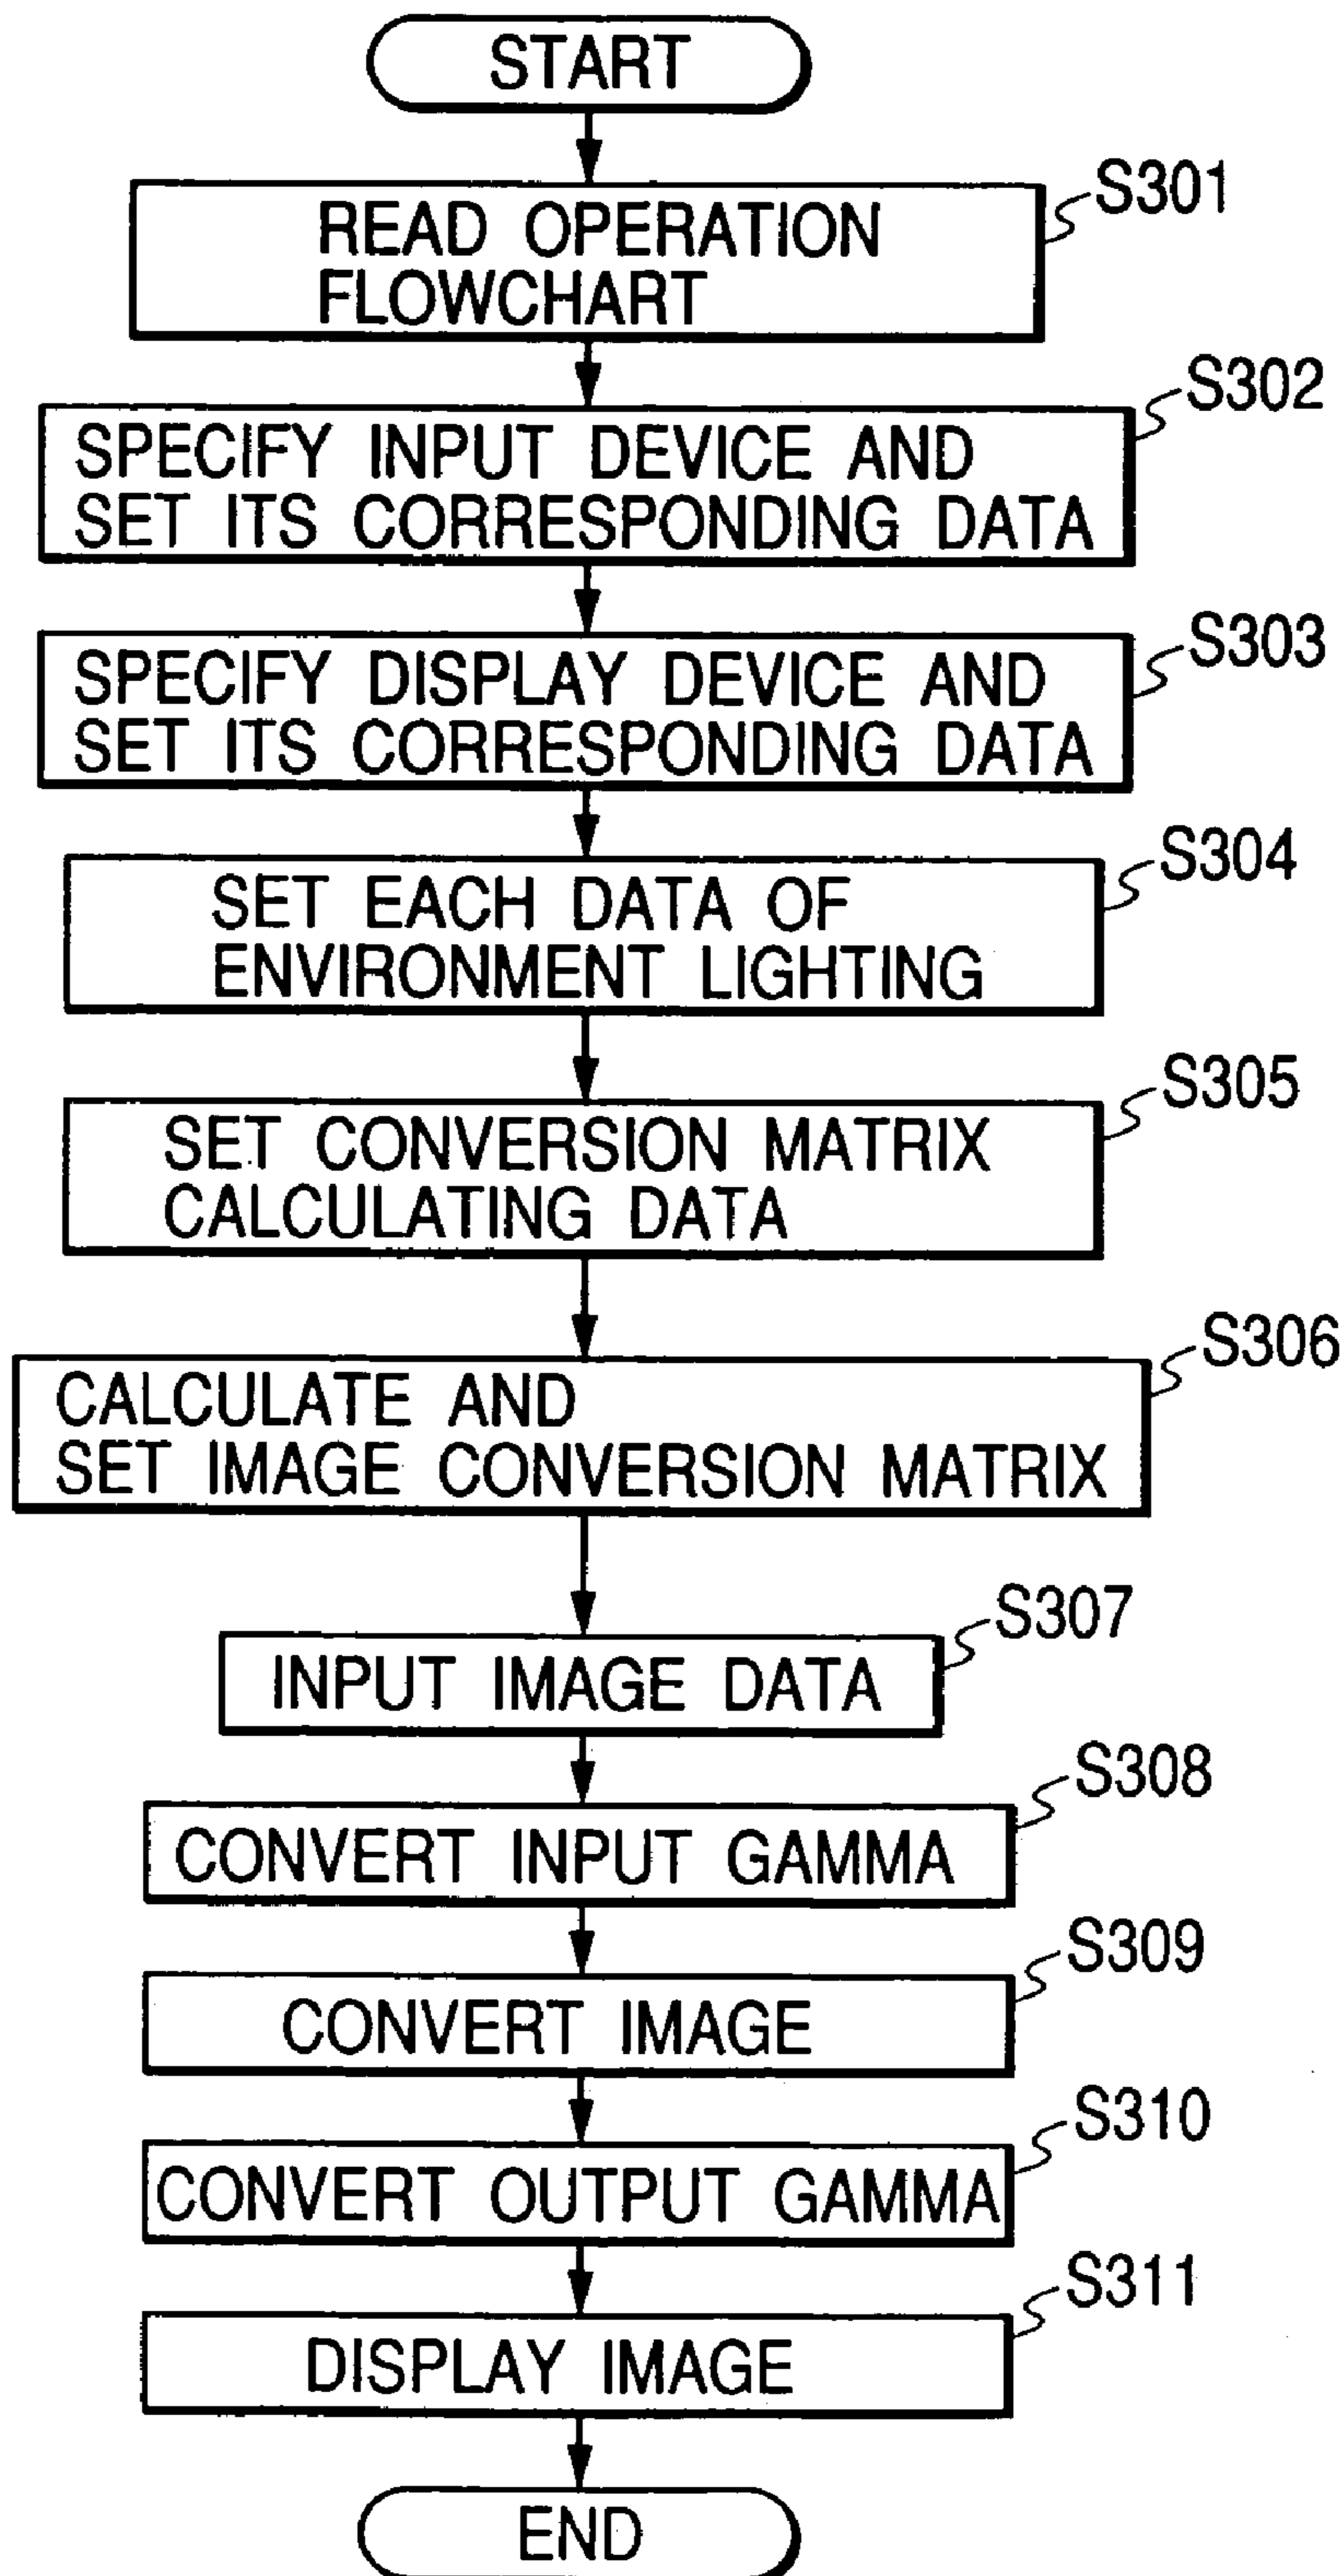 START
S301
READ OPERATION
FLOWCHART
S302
SPECIFY INPUT DEVICE AND
SET ITS CORRESPONDING DATA
S303
SPECIFY DISPLAY DEVICE AND
SET ITS CORRESPONDING DATA
S304
SET EACH DATA OF
ENVIRONMENT LIGHTING
S305
SET CONVERSION MATRIX
CALCULATING DATA
S306
CALCULATE AND
SET IMAGE CONVERSION MATRIX
S307
INPUT IMAGE DATA
S308
CONVERT INPUT GAMMA
S309
CONVERT IMAGE
S310
CONVERT OUTPUT GAMMA
S311
DISPLAY IMAGE
END